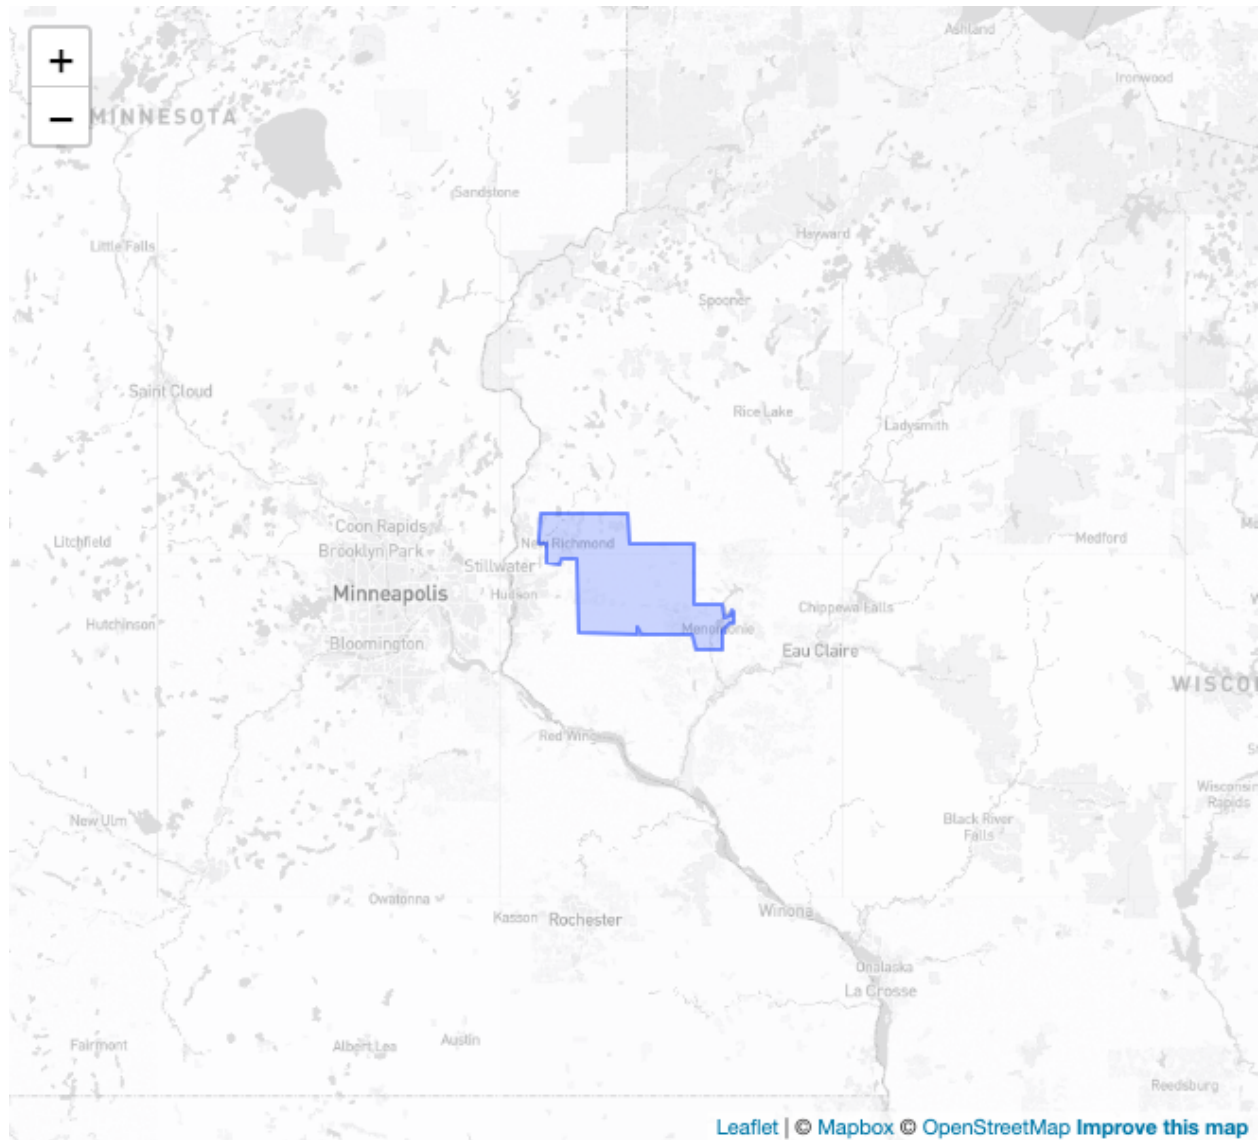 Ashland
+
Ironwood
−
MINNESOTA
Sandstone
Hayward
Little Falls
Spooner
Saint Cloud
Rice Lake
Ladysmith
Coon Rapids
Medford
Litchfield
New Richmond
Brooklyn Park
Stillwater
Minneapolis
Hudson
Chippewa Falls
Hutchinson
Menomonie
Bloomington
Eau Claire
WISCO
Red Wing
Wisconsin
Rapids
New Ulm
Black River
Falls
Owatonna
Winona
Kasson
Rochester
Onalaska
La Crosse
Fairmont
Albert Lea
Austin
Reedsburg
Leaflet | © Mapbox © OpenStreetMap Improve this map